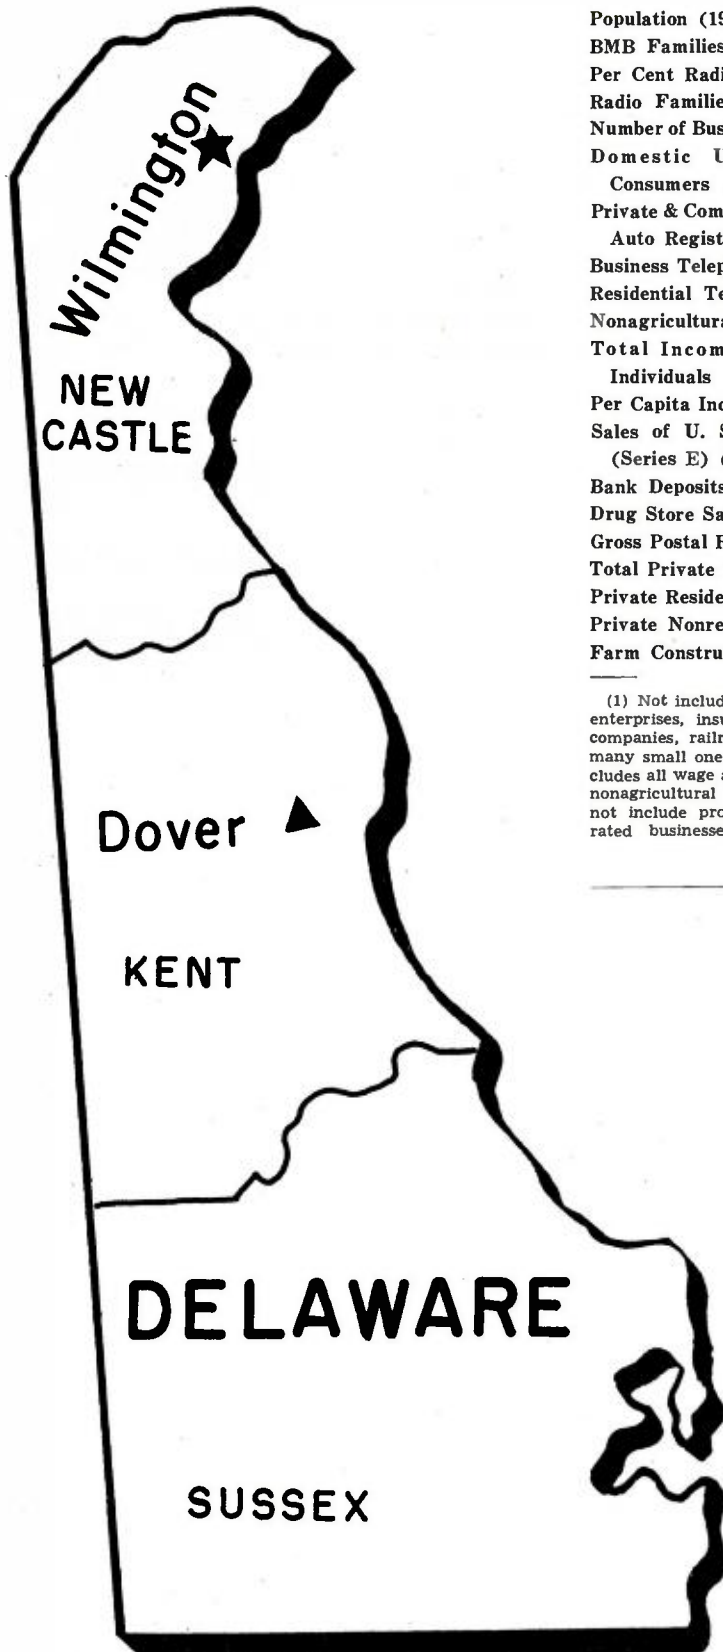 Wilmington
NEW
CASTLE
Dover
KENT
DELAWARE
SUSSEX
Population (19
BMB Families
Per Cent Radi
Radio Familie
Number of Bus
Domestic U
Consumers
Private & Com
Auto Regist
Business Telep
Residential Te
Nonagricultura
Total Incom
Individuals
Per Capita Inc
Sales of U. S
(Series E)
Bank Deposits
Drug Store Sa
Gross Postal
Total Private
Private Reside
Private Nonre
Farm Constru
(1) Not includ
enterprises, insu
companies, railr
many small one
cludes all wage a
nonagricultural
not include pro
rated businesse